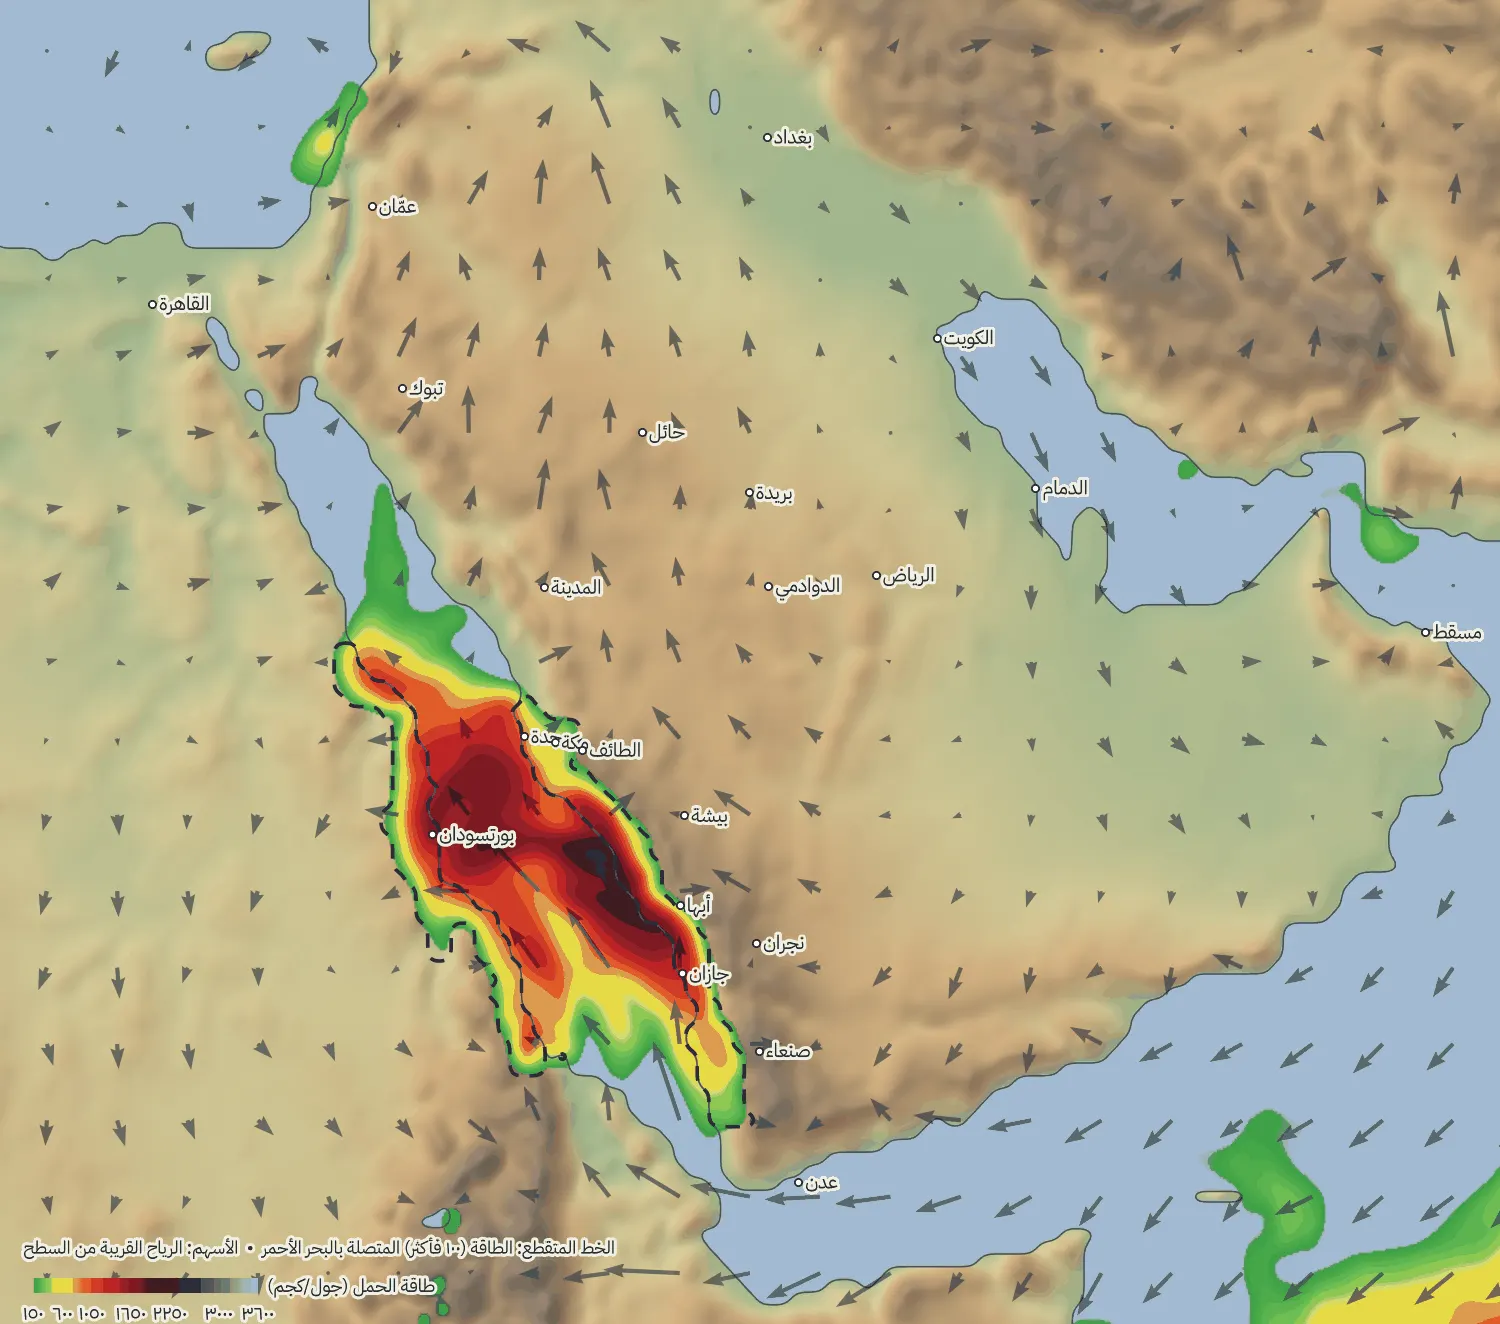 بغداد
عمّان
القاهرة
الكويت
تبوك
حائل
الدمام
بريدة
الرياض
الدوادمي
المدينة
مسقط
جدة
مكة
الطائف
بيشة
بورتسودان
أبها
نجران
جازان
صنعاء
عدن
الخط المتقطع: الطاقة (١٠٠ فأكثر) المتصلة بالبحر الأحمر • الأسهم: الرياح القريبة من السطح
طاقة الحمل (جول/كجم)
١٥٠ ٦٠٠ ١٠٥٠ ١٦٥٠ ٢٢٥٠ ٣٠٠٠ ٣٦٠٠